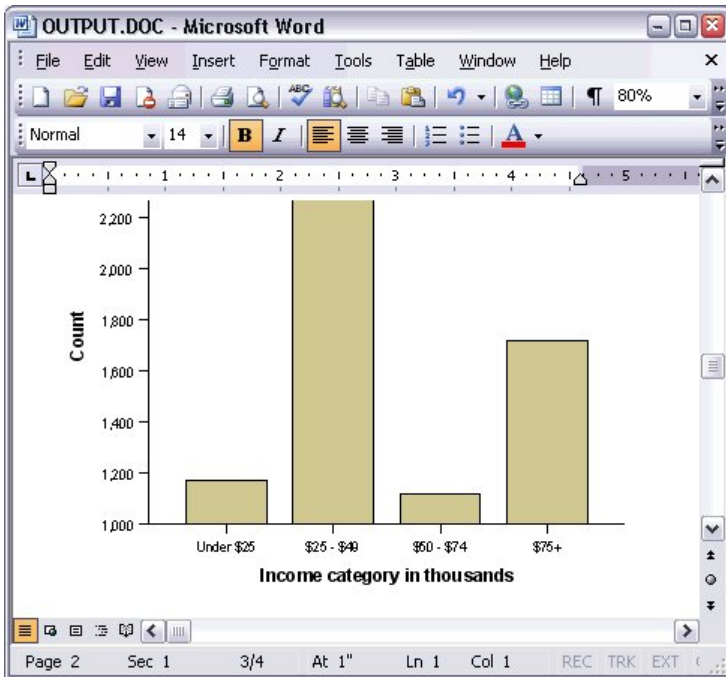 OUTPUT.DOC - Microsoft Word
File Edit View Insert Format Tools Table Window Help
ABC 80%
Normal 14 B I A
1 2 3 4 5
2,200
2,000
1,800
1,600
1,400
1,200
1,000
Count
Under $25 $25 - $49 $50 - $74 $75+
Income category in thousands
Page 2 Sec 1 3/4 At 1" Ln 1 Col 1 REC TRK EXT